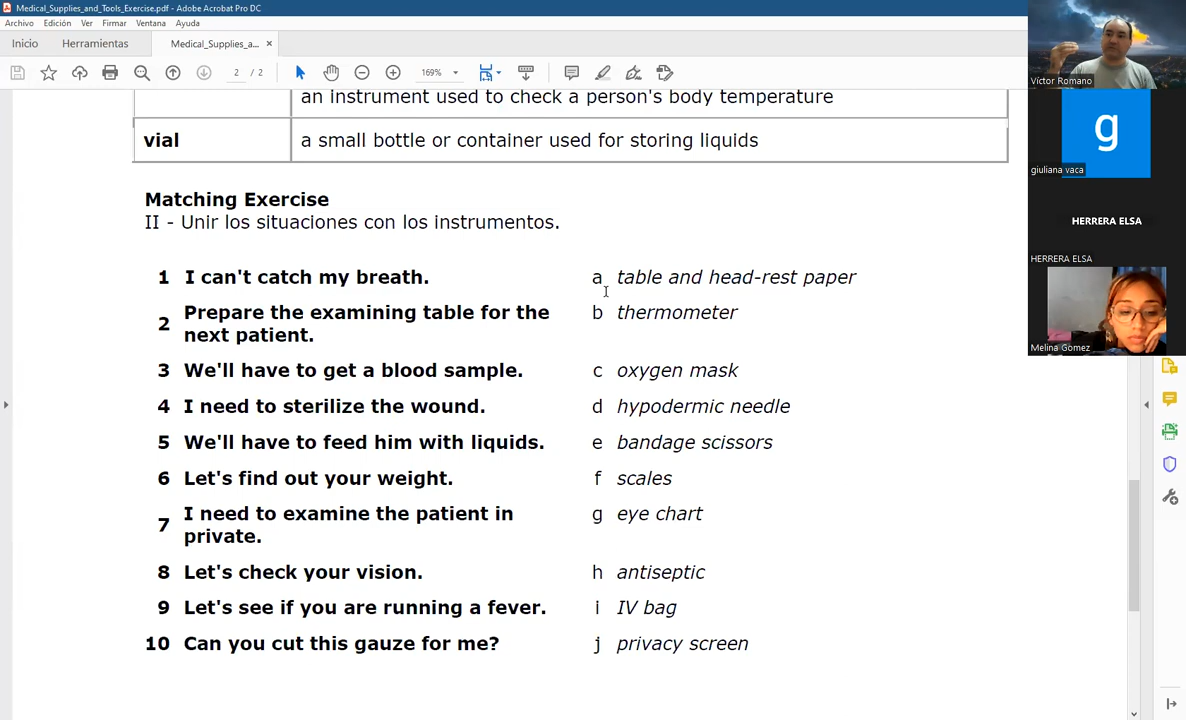 Medical_Supplies_and_Tools_Exercise.pdf - Adobe Acrobat Pro DC
Archivo Edición Ver Firmar Ventana Ayuda
Inicio Herramientas Medical_Supplies_a... ×
2 / 2 169%
an instrument used to check a person's body temperature
vial a small bottle or container used for storing liquids
Matching Exercise
II - Unir los situaciones con los instrumentos.
1 I can't catch my breath. a table and head-rest paper
2 Prepare the examining table for the next patient. b thermometer
3 We'll have to get a blood sample. c oxygen mask
4 I need to sterilize the wound. d hypodermic needle
5 We'll have to feed him with liquids. e bandage scissors
6 Let's find out your weight. f scales
7 I need to examine the patient in private. g eye chart
8 Let's check your vision. h antiseptic
9 Let's see if you are running a fever. i IV bag
10 Can you cut this gauze for me? j privacy screen
Víctor Romano
g
giuliana vaca
HERRERA ELSA
HERRERA ELSA
Melina Gomez